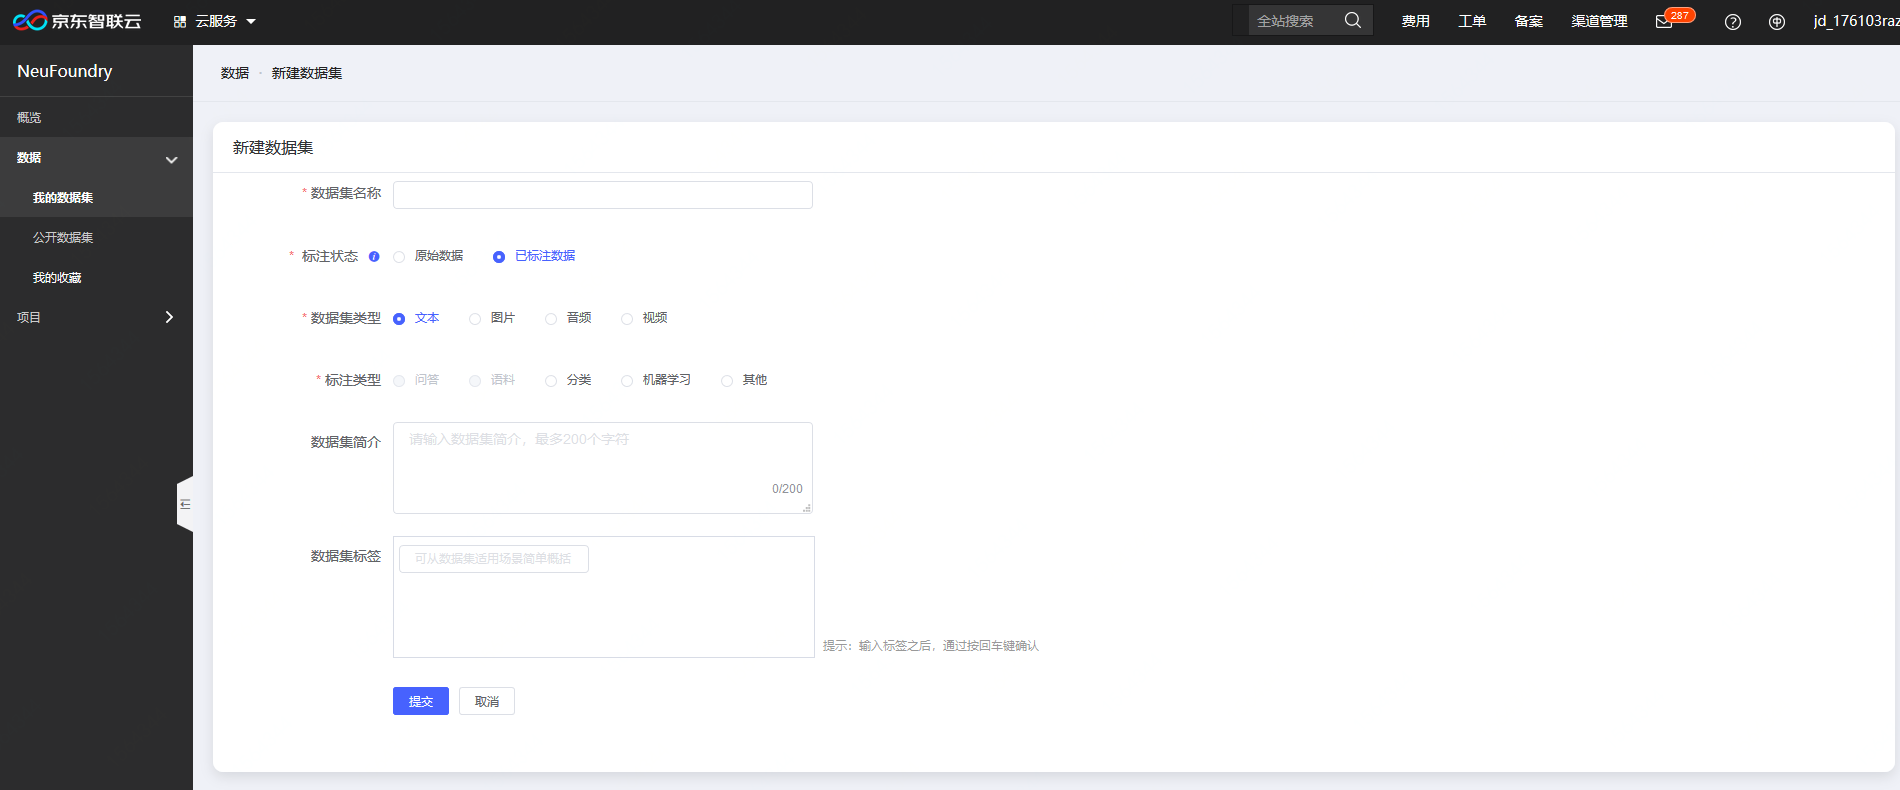 京东智联云 云服务 全站搜索 费用 工单 备案 渠道管理 287 jd_176103raz
NeuFoundry
概览
数据
我的数据集
公开数据集
我的收藏
项目
数据 · 新建数据集
新建数据集
* 数据集名称
* 标注状态 i 原始数据 已标注数据
* 数据集类型 文本 图片 音频 视频
* 标注类型 问答 语料 分类 机器学习 其他
数据集简介 请输入数据集简介，最多200个字符
0/200
数据集标签 可从数据集适用场景简单概括
提示：输入标签之后，通过按回车键确认
提交 取消